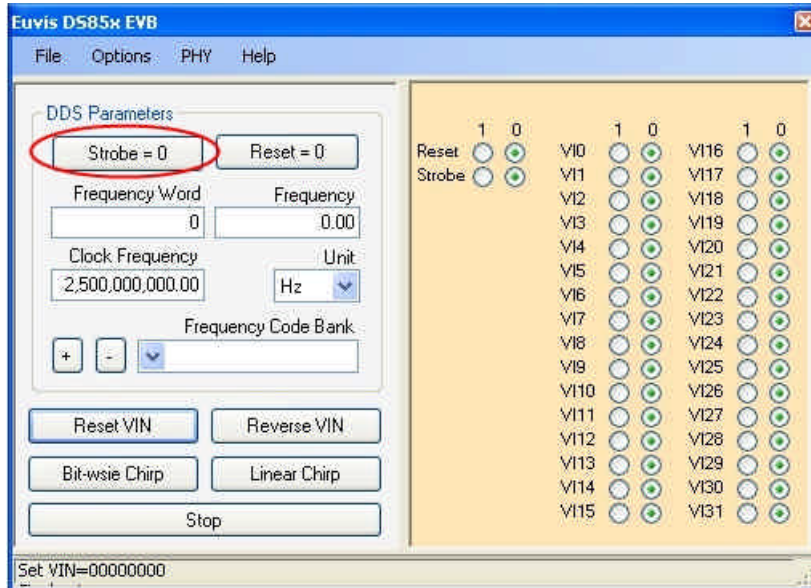 Euvis DS85x EVB
File Options PHY Help
DDS Parameters
Strobe = 0 Reset = 0
Frequency Word Frequency
0 0.00
Clock Frequency Unit
2,500,000,000.00 Hz
Frequency Code Bank
+ -
Reset VIN Reverse VIN
Bit-wsie Chirp Linear Chirp
Stop
1 0 1 0 1 0
Reset VI0 VI16
Strobe VI1 VI17
VI2 VI18
VI3 VI19
VI4 VI20
VI5 VI21
VI6 VI22
VI7 VI23
VI8 VI24
VI9 VI25
VI10 VI26
VI11 VI27
VI12 VI28
VI13 VI29
VI14 VI30
VI15 VI31
Set VIN=00000000